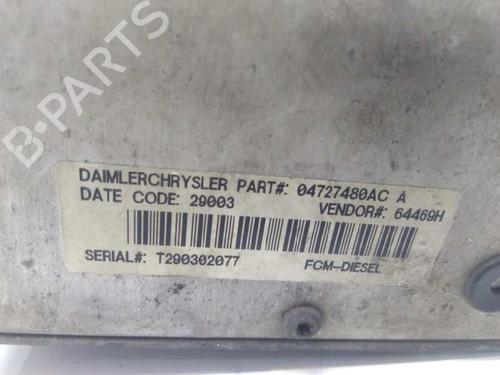 B-PARTS
DAIMLERCHRYSLER PART#: 04727480AC A
DATE CODE: 29003 VENDOR#: 64469H
SERIAL#: T290302077 FCM-DIESEL